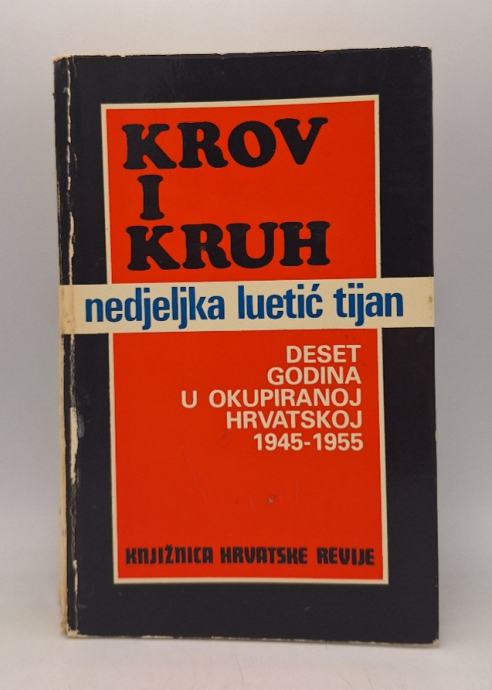 KROV
I
KRUH
nedjeljka luetić tijan
DESET
GODINA
U OKUPIRANOJ
HRVATSKOJ
1945-1955
KNJIŽNICA HRVATSKE REVIJE